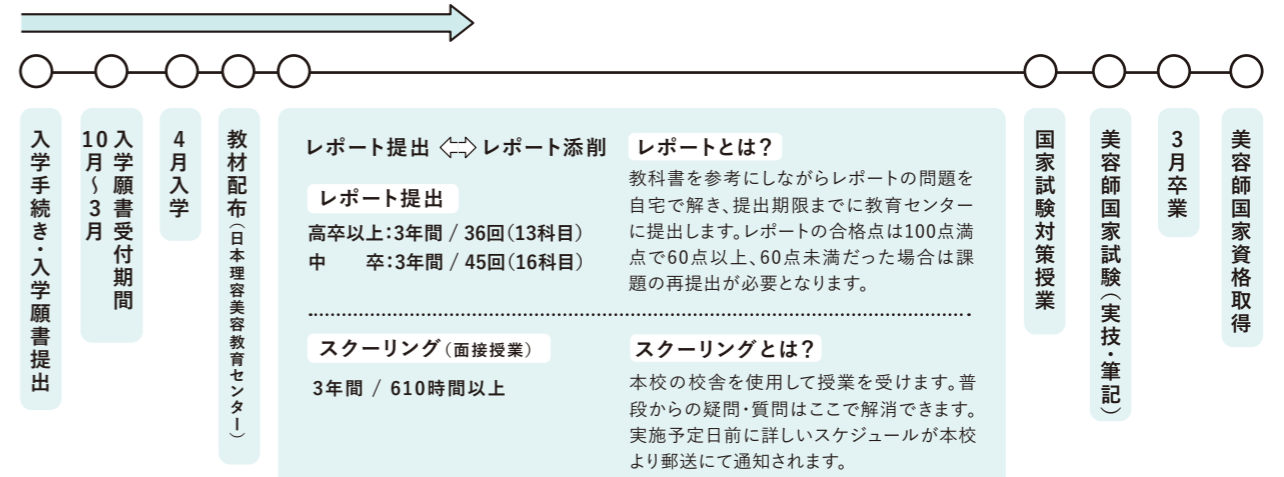 入学手続き・入学願書提出
入学願書受付期間
10月～3月
4月入学
教材配布（日本理容美容教育センター）
レポート提出 ⇔ レポート添削
レポート提出
高卒以上:3年間 / 36回(13科目)
中　　卒:3年間 / 45回(16科目)
レポートとは？
教科書を参考にしながらレポートの問題を
自宅で解き、提出期限までに教育センター
に提出します。レポートの合格点は100点満
点で60点以上、60点未満だった場合は課
題の再提出が必要となります。
スクーリング（面接授業）
3年間 / 610時間以上
スクーリングとは？
本校の校舎を使用して授業を受けます。普
段からの疑問・質問はここで解消できます。
実施予定日前に詳しいスケジュールが本校
より郵送にて通知されます。
国家試験対策授業
美容師国家試験（実技・筆記）
3月卒業
美容師国家資格取得